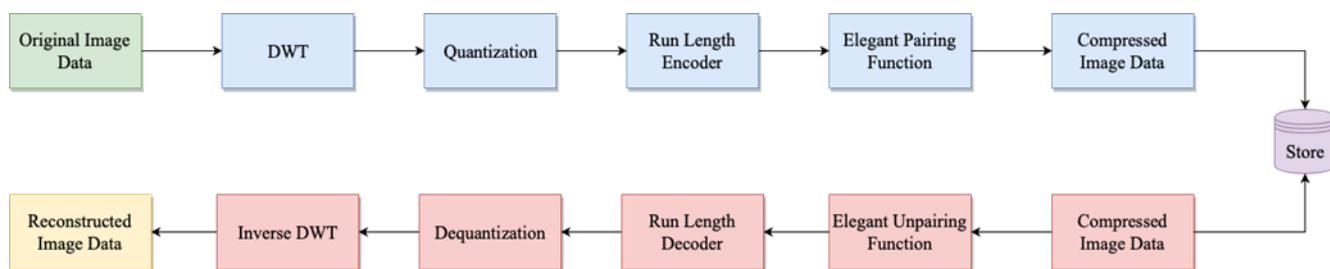 Original Image
Data
DWT
Quantization
Run Length
Encoder
Elegant Pairing
Function
Compressed
Image Data
Store
Reconstructed
Image Data
Inverse DWT
Dequantization
Run Length
Decoder
Elegant Unpairing
Function
Compressed
Image Data